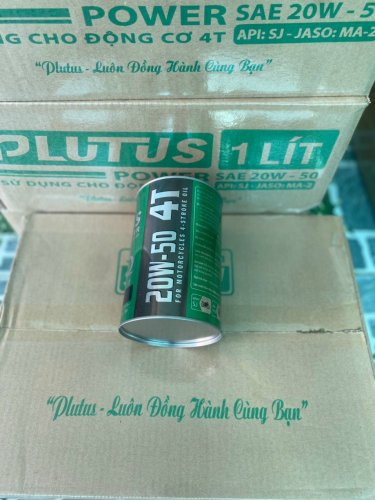 POWER SAE 20W - 5
NG CHO ĐỘNG CƠ 4T API: SJ - JASO: MA-2
"Plutus - Luôn Đồng Hành Cùng Bạn"
PLUTUS 1 LÍT
POWER SAE 20W - 50
SỬ DỤNG CHO ĐỘNG API: SJ - JASO: MA-2
20W-50 4T
FOR MOTORCYCLES 4-STROKE OIL
"Plutus - Luôn Đồng Hành Cùng Bạn"